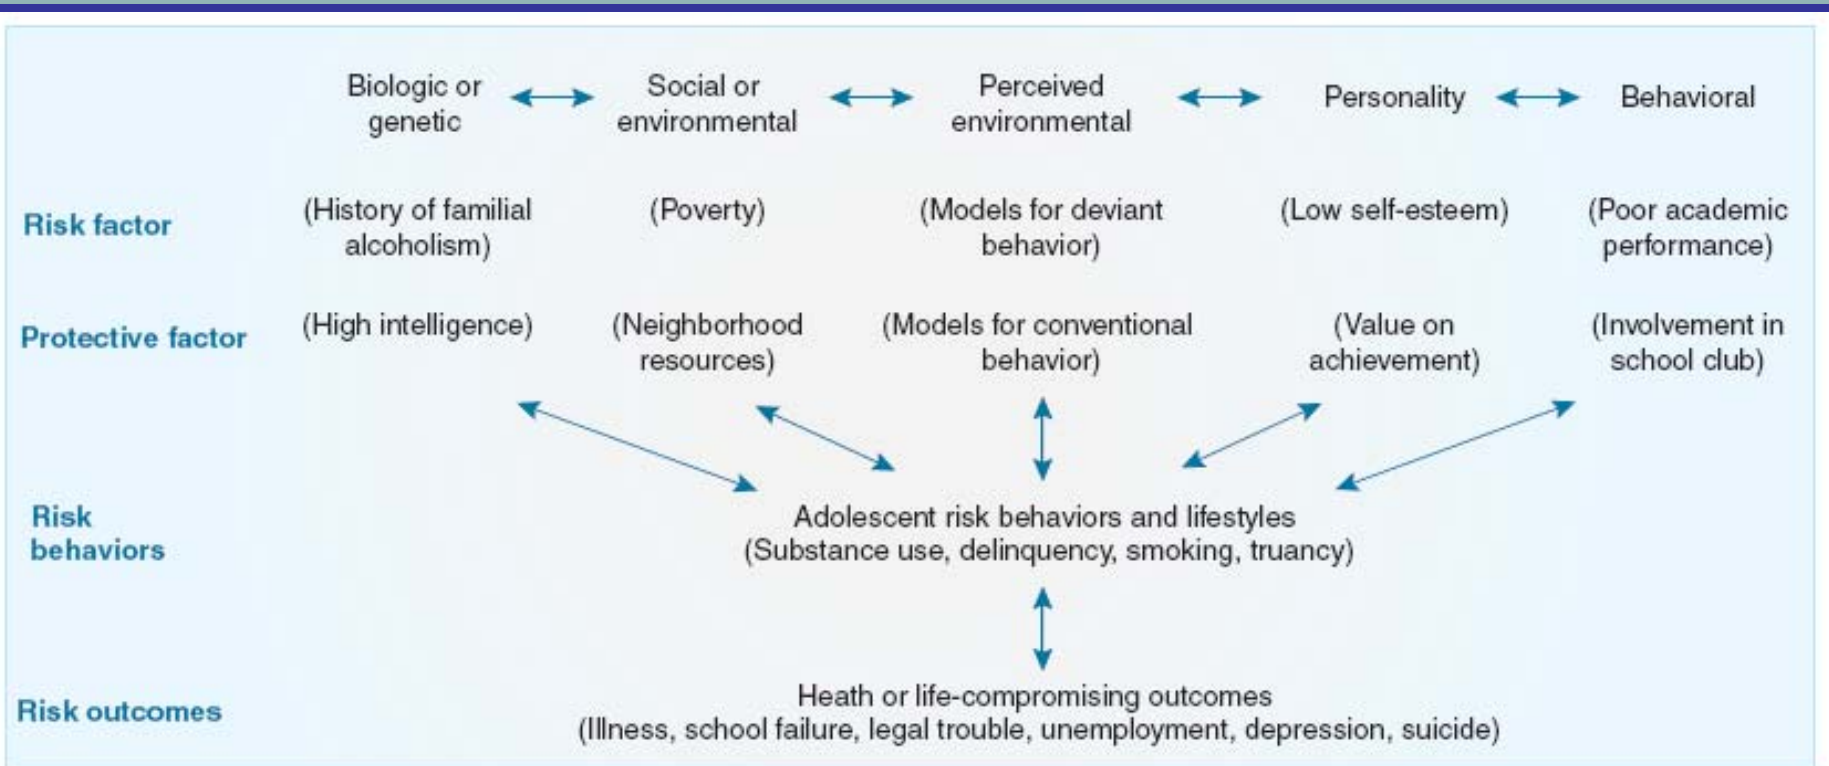 Biologic or
genetic
Social or
environmental
Perceived
environmental
Personality
Behavioral
Risk factor
(History of familial
alcoholism)
(Poverty)
(Models for deviant
behavior)
(Low self-esteem)
(Poor academic
performance)
Protective factor
(High intelligence)
(Neighborhood
resources)
(Models for conventional
behavior)
(Value on
achievement)
(Involvement in
school club)
Risk
behaviors
Adolescent risk behaviors and lifestyles
(Substance use, delinquency, smoking, truancy)
Risk outcomes
Heath or life-compromising outcomes
(Illness, school failure, legal trouble, unemployment, depression, suicide)